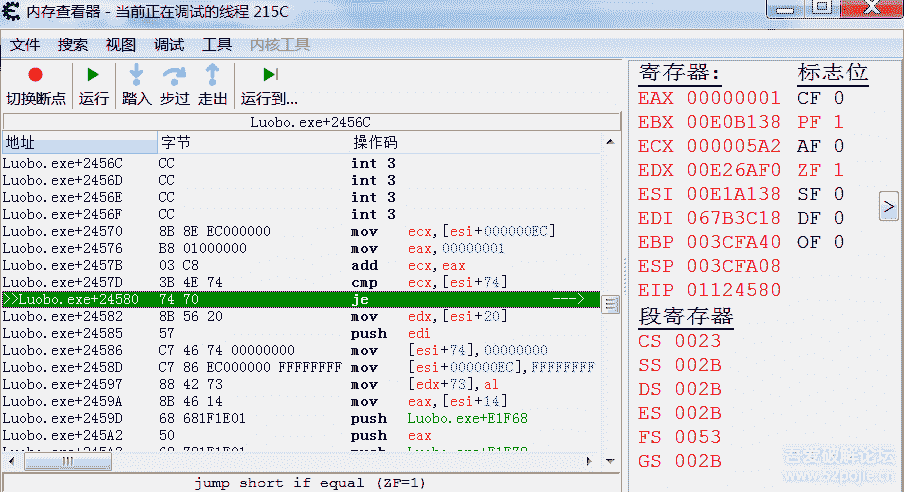 内存查看器 - 当前正在调试的线程 215C
文件 搜索 视图 调试 工具 内核工具
切换断点 运行 踏入 步过 走出 运行到...
Luobo.exe+2456C
地址 字节 操作码
Luobo.exe+2456C CC int 3
Luobo.exe+2456D CC int 3
Luobo.exe+2456E CC int 3
Luobo.exe+2456F CC int 3
Luobo.exe+24570 8B 8E EC000000 mov ecx,[esi+000000EC]
Luobo.exe+24576 B8 01000000 mov eax,00000001
Luobo.exe+2457B 03 C8 add ecx,eax
Luobo.exe+2457D 3B 4E 74 cmp ecx,[esi+74]
>>Luobo.exe+24580 74 70 je --->
Luobo.exe+24582 8B 56 20 mov edx,[esi+20]
Luobo.exe+24585 57 push edi
Luobo.exe+24586 C7 46 74 00000000 mov [esi+74],00000000
Luobo.exe+2458D C7 86 EC000000 FFFFFFFF mov [esi+000000EC],FFFFFFFF
Luobo.exe+24597 88 42 73 mov [edx+73],al
Luobo.exe+2459A 8B 46 14 mov eax,[esi+14]
Luobo.exe+2459D 68 681F1E01 push Luobo.exe+E1F68
Luobo.exe+245A2 50 push eax
jump short if equal (ZF=1)
寄存器: 标志位
EAX 00000001 CF 0
EBX 00E0B138 PF 1
ECX 000005A2 AF 0
EDX 00E26AF0 ZF 1
ESI 00E1A138 SF 0
EDI 067B3C18 DF 0
EBP 003CFA40 OF 0
ESP 003CFA08
EIP 01124580
段寄存器
CS 0023
SS 002B
DS 002B
ES 002B
FS 0053
GS 002B
>
吾爱破解论坛
www.52pojie.cn